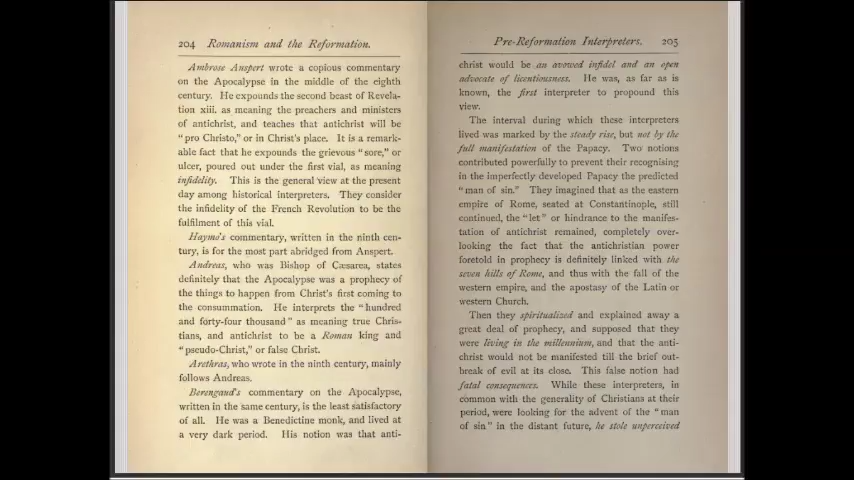 204 Romanism and the Reformation.
Ambrose Anspert wrote a copious commentary
on the Apocalypse in the middle of the eighth
century. He expounds the second beast of Revela-
tion xiii. as meaning the preachers and ministers
of antichrist, and teaches that antichrist will be
"pro Christo," or in Christ's place. It is a remark-
able fact that he expounds the grievous "sore," or
ulcer, poured out under the first vial, as meaning
infidelity. This is the general view at the present
day among historical interpreters. They consider
the infidelity of the French Revolution to be the
fulfilment of this vial.
Haymo's commentary, written in the ninth cen-
tury, is for the most part abridged from Anspert.
Andreas, who was Bishop of Cæsarea, states
definitely that the Apocalypse was a prophecy of
the things to happen from Christ's first coming to
the consummation. He interprets the "hundred
and forty-four thousand" as meaning true Chris-
tians, and antichrist to be a Roman king and
"pseudo-Christ," or false Christ.
Arethras, who wrote in the ninth century, mainly
follows Andreas.
Berengaud's commentary on the Apocalypse,
written in the same century, is the least satisfactory
of all. He was a Benedictine monk, and lived at
a very dark period. His notion was that anti-
Pre-Reformation Interpreters. 205
christ would be an avowed infidel and an open
advocate of licentiousness. He was, as far as is
known, the first interpreter to propound this
view.
The interval during which these interpreters
lived was marked by the steady rise, but not by the
full manifestation of the Papacy. Two notions
contributed powerfully to prevent their recognising
in the imperfectly developed Papacy the predicted
"man of sin." They imagined that as the eastern
empire of Rome, seated at Constantinople, still
continued, the "let" or hindrance to the manifes-
tation of antichrist remained, completely over-
looking the fact that the antichristian power
foretold in prophecy is definitely linked with the
seven hills of Rome, and thus with the fall of the
western empire, and the apostasy of the Latin or
western Church.
Then they spiritualized and explained away a
great deal of prophecy, and supposed that they
were living in the millennium, and that the anti-
christ would not be manifested till the brief out-
break of evil at its close. This false notion had
fatal consequences. While these interpreters, in
common with the generality of Christians at their
period, were looking for the advent of the "man
of sin" in the distant future, he stole unperceived